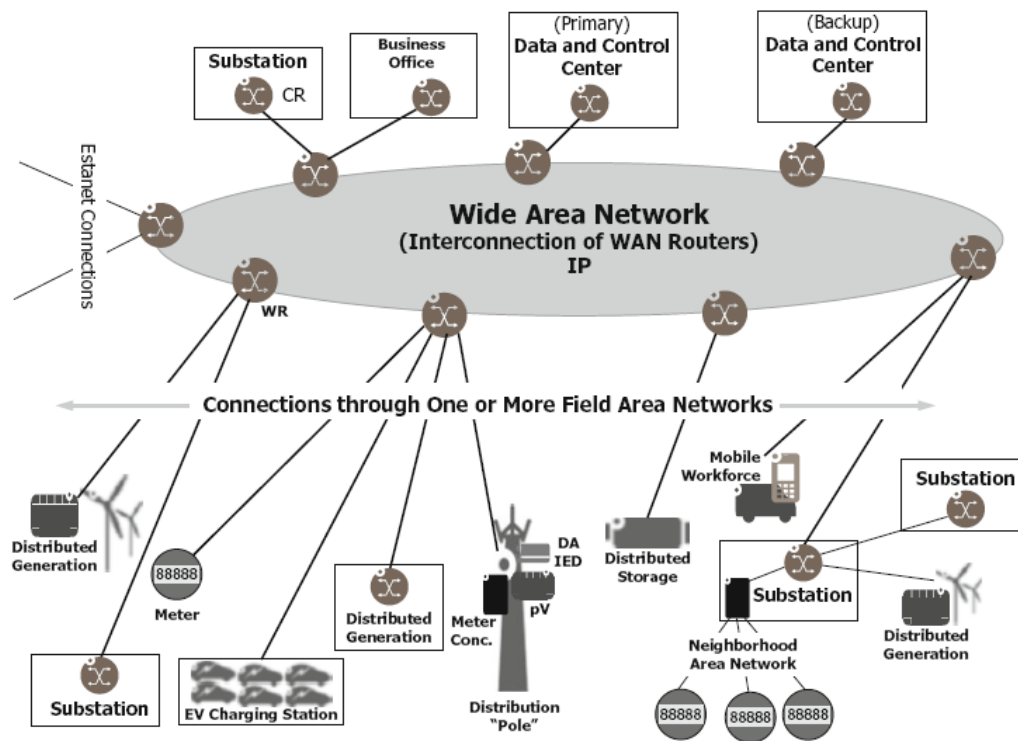 (Primary)
Data and Control
Center
(Backup)
Data and Control
Center
Business
Office
Substation
CR
Estanet Connections
Wide Area Network
(Interconnection of WAN Routers)
IP
WR
Connections through One or More Field Area Networks
Mobile
Workforce
Substation
Distributed
Generation
88888
Meter
DA
IED
pV
Meter
Conc.
Distributed
Storage
Distributed
Generation
Substation
Distributed
Generation
Neighborhood
Area Network
Substation
EV Charging Station
Distribution
“Pole”
88888
88888
88888